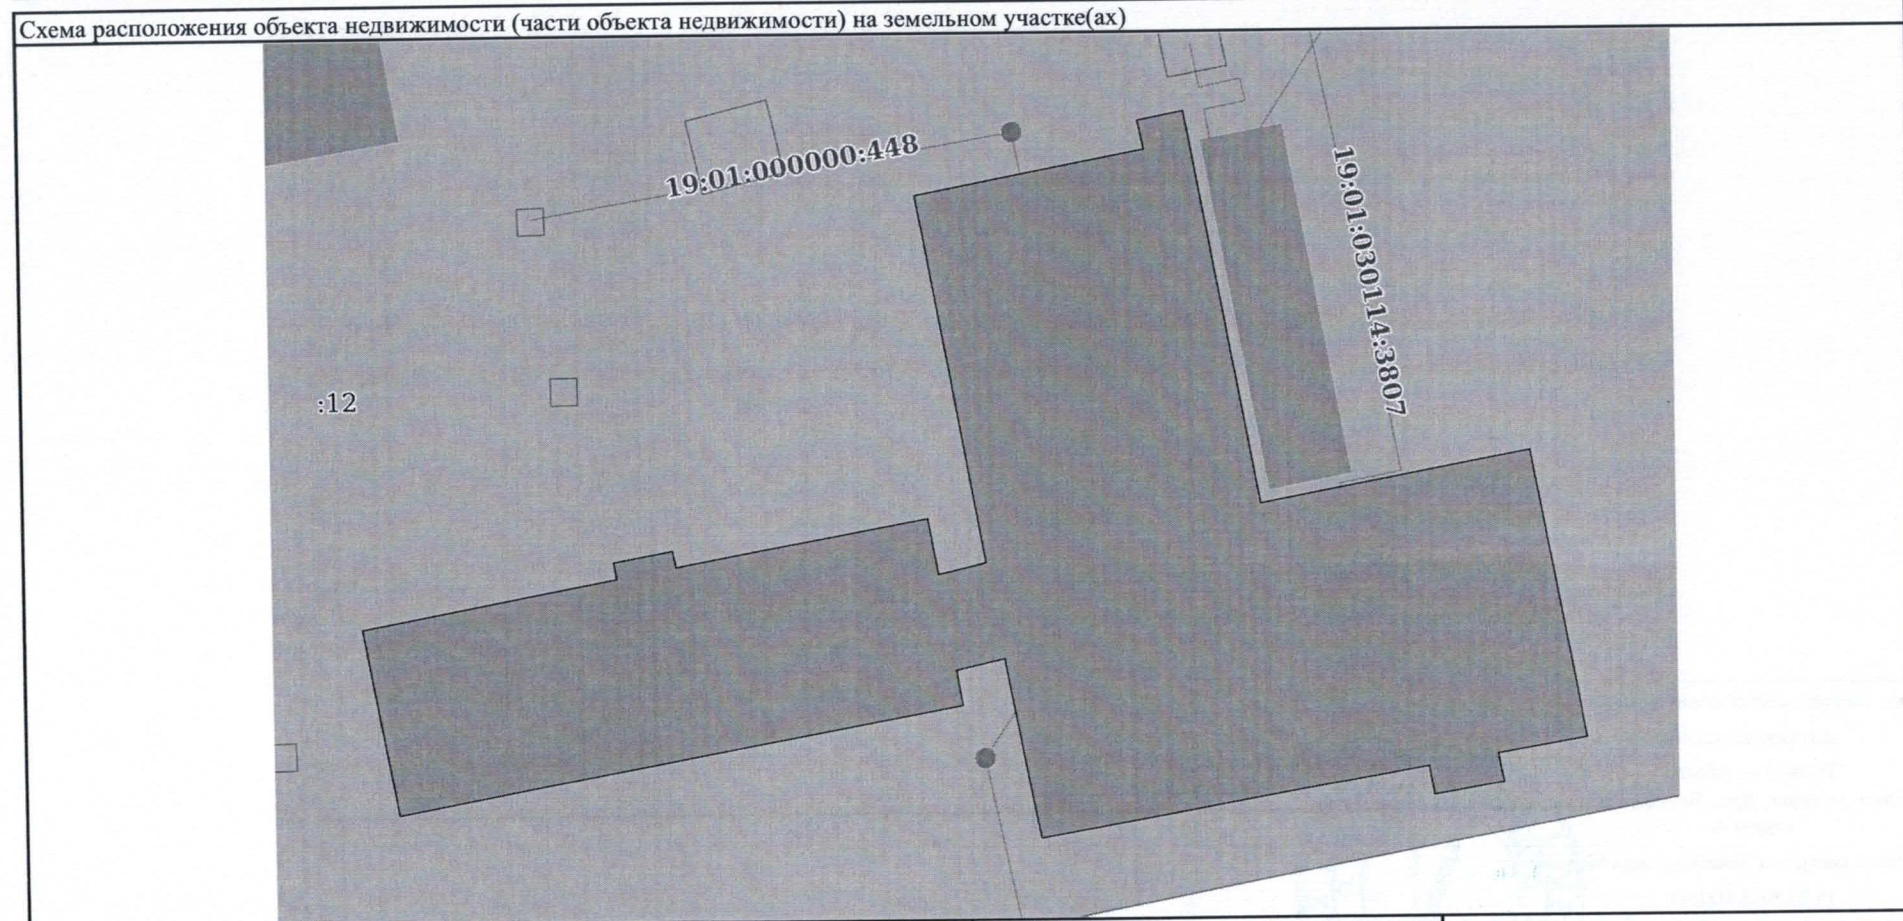 Схема расположения объекта недвижимости (части объекта недвижимости) на земельном участке(ах)
19:01:000000:448
19:01:030114:3807
:12